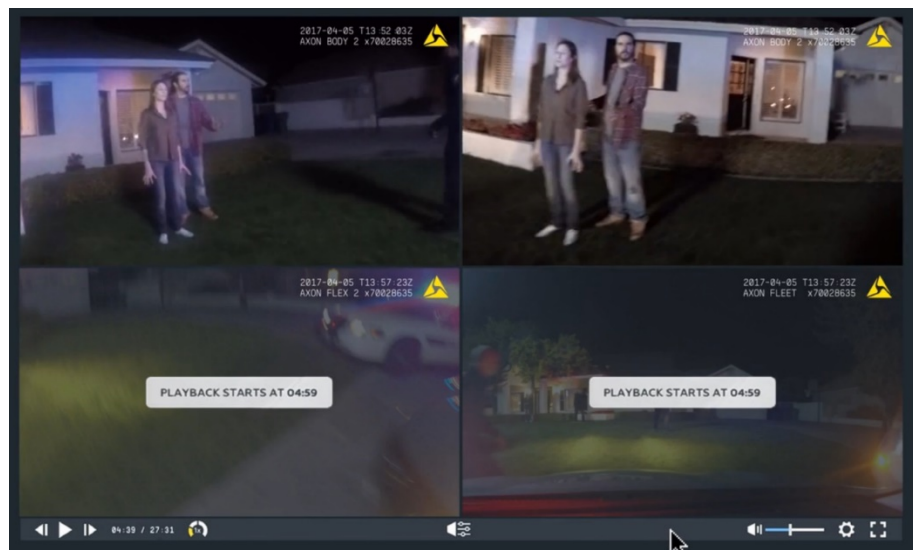 2017-04-05 T13 52 03Z
AXON BODY 2 x70028635
2017-04-05 T13 52 03Z
AXON BODY 2 x70028635
2017-04-05 T13:57:23Z
AXON FLEX 2 x70028635
2017-04-05 T13:57:23Z
AXON FLEET x70028635
PLAYBACK STARTS AT 04:59
PLAYBACK STARTS AT 04:59
04:39 / 27:31
1x